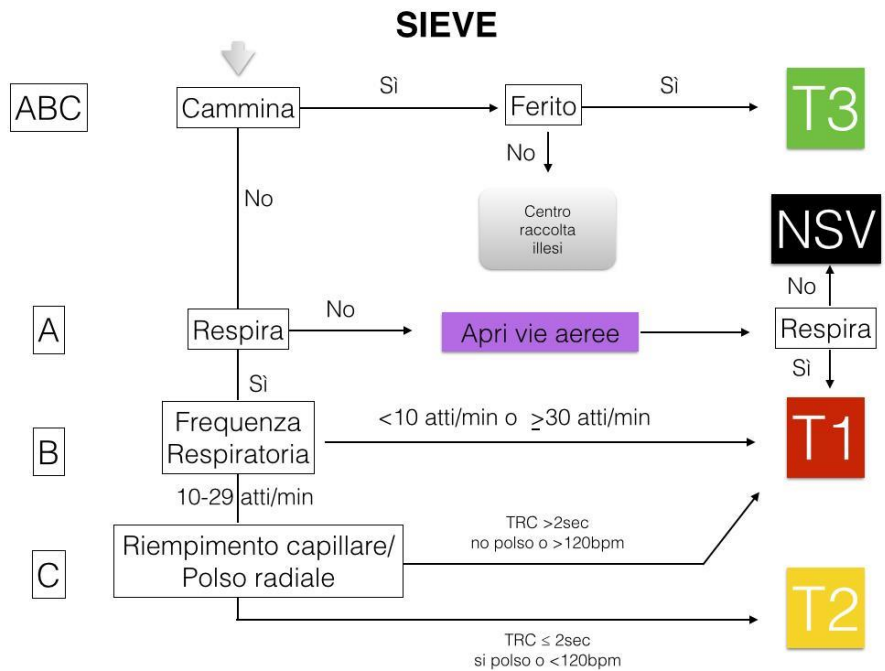 SIEVE
ABC
Cammina
Sì
Ferito
Sì
T3
No
No
Centro
raccolta
illesi
NSV
No
A
Respira
No
Apri vie aeree
Respira
Sì
Sì
B
Frequenza
Respiratoria
<10 atti/min o ≥30 atti/min
T1
10-29 atti/min
TRC >2sec
no polso o >120bpm
C
Riempimento capillare/
Polso radiale
T2
TRC ≤ 2sec
si polso o <120bpm